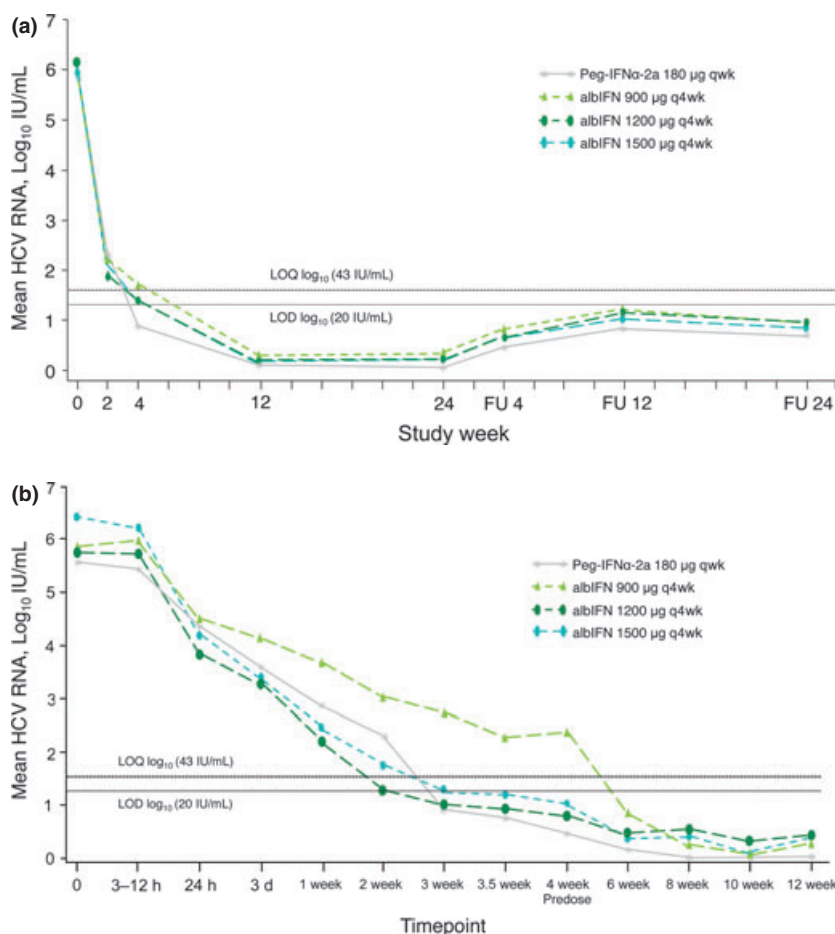 (a)
7
6
5
4
3
2
1
0
Mean HCV RNA, Log10 IU/mL
Peg-IFNα-2a 180 µg qwk
albIFN 900 µg q4wk
albIFN 1200 µg q4wk
albIFN 1500 µg q4wk
LOQ log10 (43 IU/mL)
LOD log10 (20 IU/mL)
0 2 4 12 24 FU 4 FU 12 FU 24
Study week
(b)
7
6
5
4
3
2
1
0
Mean HCV RNA, Log10 IU/mL
Peg-IFNα-2a 180 µg qwk
albIFN 900 µg q4wk
albIFN 1200 µg q4wk
albIFN 1500 µg q4wk
LOQ log10 (43 IU/mL)
LOD log10 (20 IU/mL)
0 3–12 h 24 h 3 d 1 week 2 week 3 week 3.5 week 4 week 6 week 8 week 10 week 12 week
Predose
Timepoint